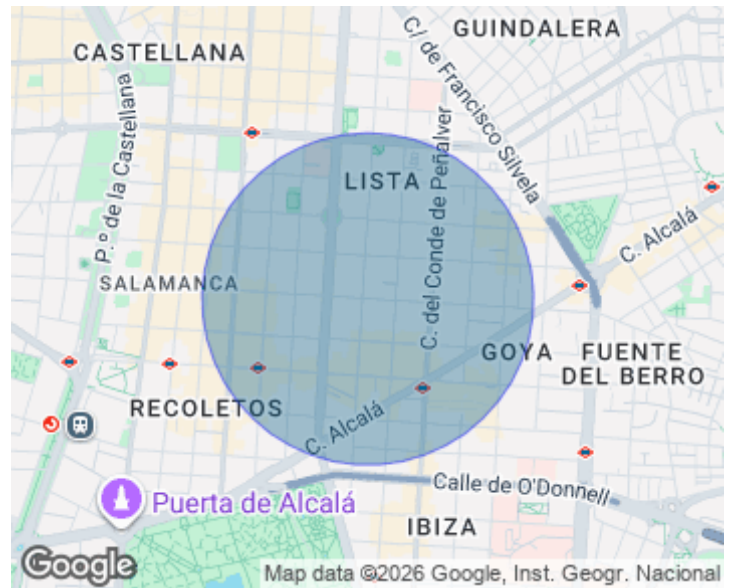 GUINDALERA
CASTELLANA
C/ de Francisco Silvela
P.º de la Castellana
C. del Conde de Peñalver
LISTA
C. Alcalá
SALAMANCA
GOYA
FUENTE
DEL BERRO
RECOLETOS
C. Alcalá
Calle de O'Donnell
Puerta de Alcalá
IBIZA
Google
Map data ©2026 Google, Inst. Geogr. Nacional